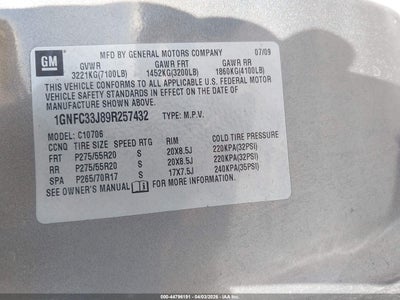 GM
MFD BY GENERAL MOTORS COMPANY 07/09
GVWR GAWR FRT GAWR RR
3221KG(7100LB) 1452KG(3200LB) 1860KG(4100LB)
THIS VEHICLE CONFORMS TO ALL APPLICABLE U.S. FEDERAL MOTOR
VEHICLE SAFETY STANDARDS IN EFFECT ON THE DATE OF
MANUFACTURE SHOWN ABOVE.
1GNFC33J89R257432 TYPE: M.P.V.
C10706
CCNQ TIRE SIZE SPEED RTG RIM COLD TIRE PRESSURE
FRT P275/55R20 S 20X8.5J 220KPA(32PSI)
RR P275/55R20 S 20X8.5J 220KPA(32PSI)
SPA P265/70R17 S 17X7.5J 240KPA(35PSI)
SEE OWNER'S MANUAL FOR ADDITIONAL INFORMATION.
500-44796191 - 04/03/2026 - IAA Inc.